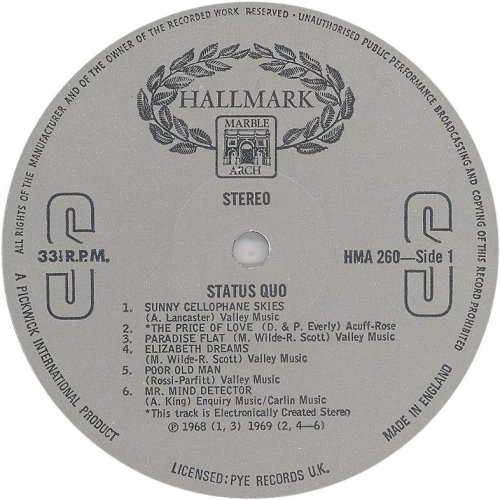 ALL RIGHTS OF THE MANUFACTURER AND OF THE OWNER OF THE RECORDED WORK RESERVED · UNAUTHORISED PUBLIC PERFORMANCE BROADCASTING AND COPYING OF THIS RECORD PROHIBITED
HALLMARK
MARBLE
ARCH
STEREO
33⅓ R.P.M.
HMA 260—Side 1
STATUS QUO
1. SUNNY CELLOPHANE SKIES
(A. Lancaster) Valley Music
2. *THE PRICE OF LOVE (D. & P. Everly) Acuff-Rose
3. PARADISE FLAT (M. Wilde-R. Scott) Valley Music
4. ELIZABETH DREAMS
(M. Wilde-R. Scott) Valley Music
5. POOR OLD MAN
(Rossi-Parfitt) Valley Music
6. MR. MIND DETECTOR
(A. King) Enquiry Music/Carlin Music
*This track is Electronically Created Stereo
℗ 1968 (1, 3) 1969 (2, 4—6)
A PICKWICK INTERNATIONAL PRODUCT
LICENSED: PYE RECORDS U.K.
MADE IN ENGLAND